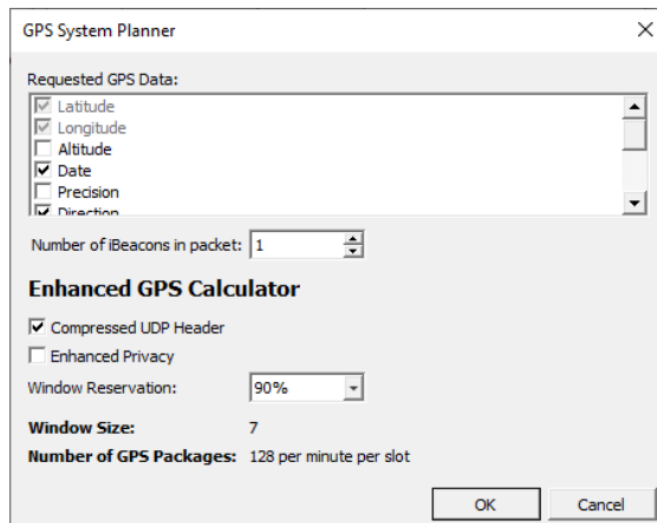 GPS System Planner
Requested GPS Data:
Latitude
Longitude
Altitude
Date
Precision
Direction
Number of iBeacons in packet: 1
Enhanced GPS Calculator
Compressed UDP Header
Enhanced Privacy
Window Reservation: 90%
Window Size: 7
Number of GPS Packages: 128 per minute per slot
OK Cancel